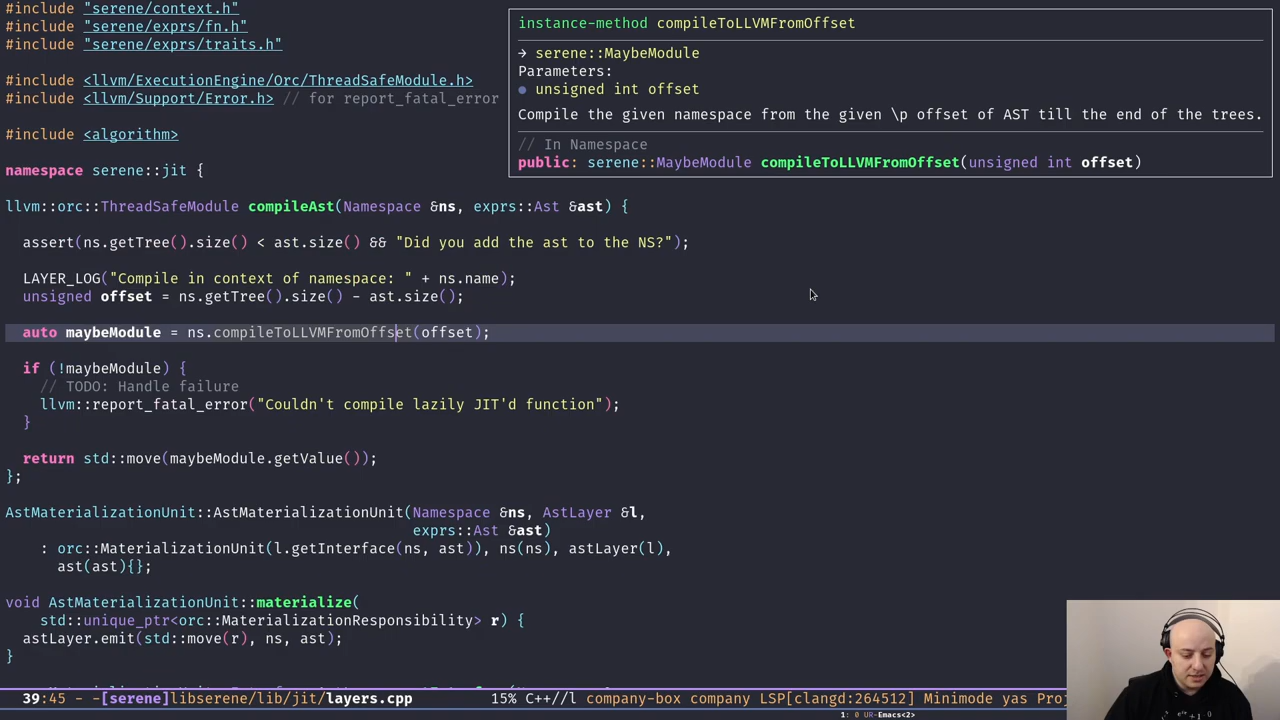 #include "serene/context.h"
#include "serene/exprs/fn.h"
#include "serene/exprs/traits.h"
#include <llvm/ExecutionEngine/Orc/ThreadSafeModule.h>
#include <llvm/Support/Error.h> // for report_fatal_error
#include <algorithm>
namespace serene::jit {
instance-method compileToLLVMFromOffset
→ serene::MaybeModule
Parameters:
● unsigned int offset
Compile the given namespace from the given \p offset of AST till the end of the trees.
// In Namespace
public: serene::MaybeModule compileToLLVMFromOffset(unsigned int offset)
llvm::orc::ThreadSafeModule compileAst(Namespace &ns, exprs::Ast &ast) {
assert(ns.getTree().size() < ast.size() && "Did you add the ast to the NS?");
LAYER_LOG("Compile in context of namespace: " + ns.name);
unsigned offset = ns.getTree().size() - ast.size();
auto maybeModule = ns.compileToLLVMFromOffset(offset);
if (!maybeModule) {
// TODO: Handle failure
llvm::report_fatal_error("Couldn't compile lazily JIT'd function");
}
return std::move(maybeModule.getValue());
};
AstMaterializationUnit::AstMaterializationUnit(Namespace &ns, AstLayer &l,
exprs::Ast &ast)
: orc::MaterializationUnit(l.getInterface(ns, ast)), ns(ns), astLayer(l),
ast(ast){};
void AstMaterializationUnit::materialize(
std::unique_ptr<orc::MaterializationResponsibility> r) {
astLayer.emit(std::move(r), ns, ast);
}
39:45 - -[serene]libserene/lib/jit/layers.cpp 15% C++//l company-box company LSP[clangd:264512] Minimode yas Proj
1: 0 UR-Emacs<2>